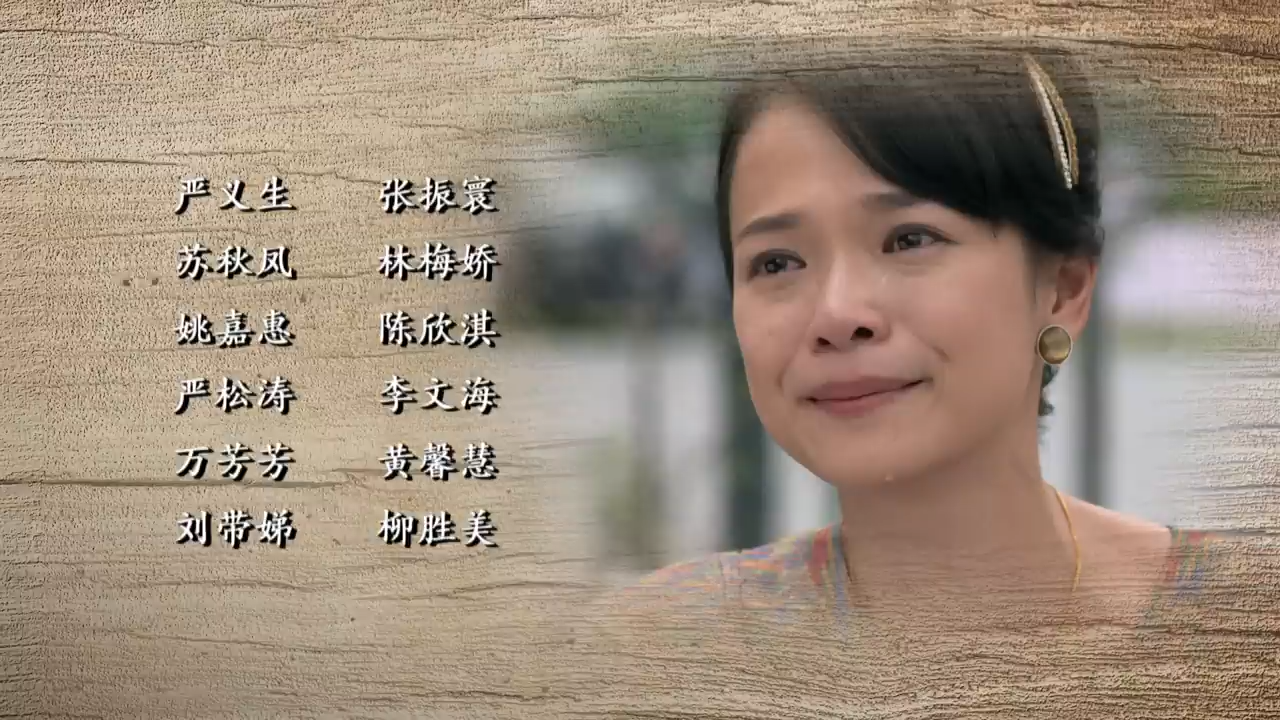 严义生 张振寰
苏秋凤 林梅娇
姚嘉惠 陈欣淇
严松涛 李文海
万芳芳 黄馨慧
刘带娣 柳胜美